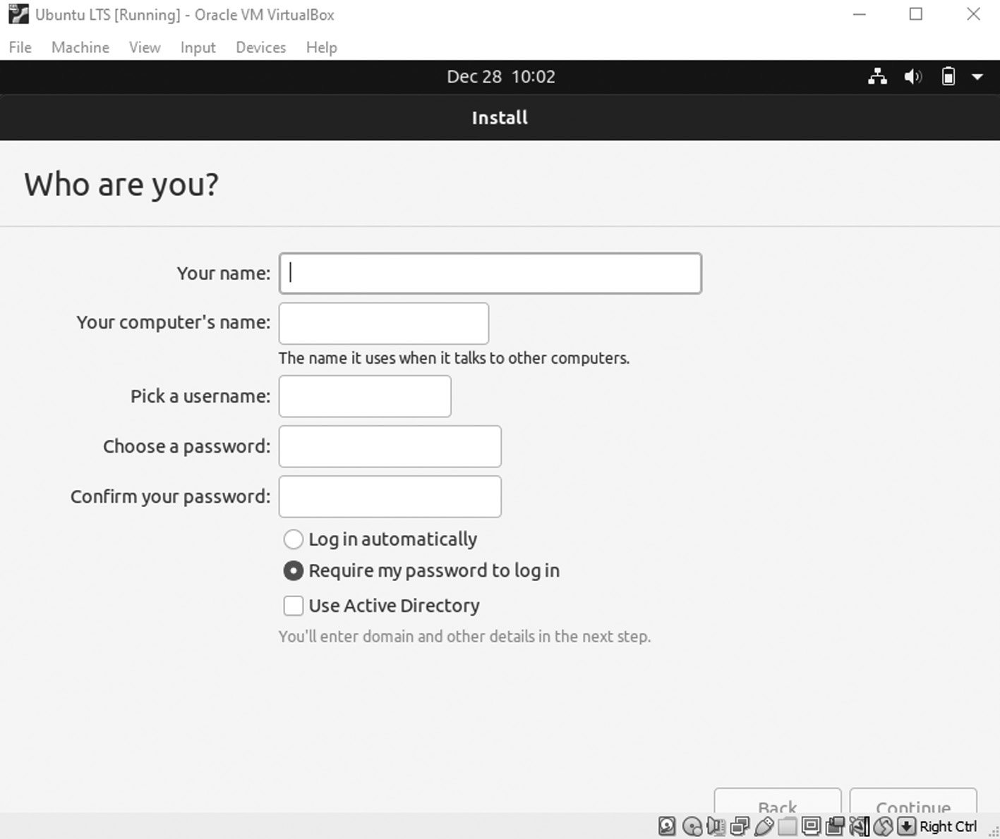 Ubuntu LTS [Running] - Oracle VM VirtualBox
File Machine View Input Devices Help
Dec 28 10:02
Install
Who are you?
Your name:
Your computer's name:
The name it uses when it talks to other computers.
Pick a username:
Choose a password:
Confirm your password:
Log in automatically
Require my password to log in
Use Active Directory
You'll enter domain and other details in the next step.
Back Continue
Right Ctrl